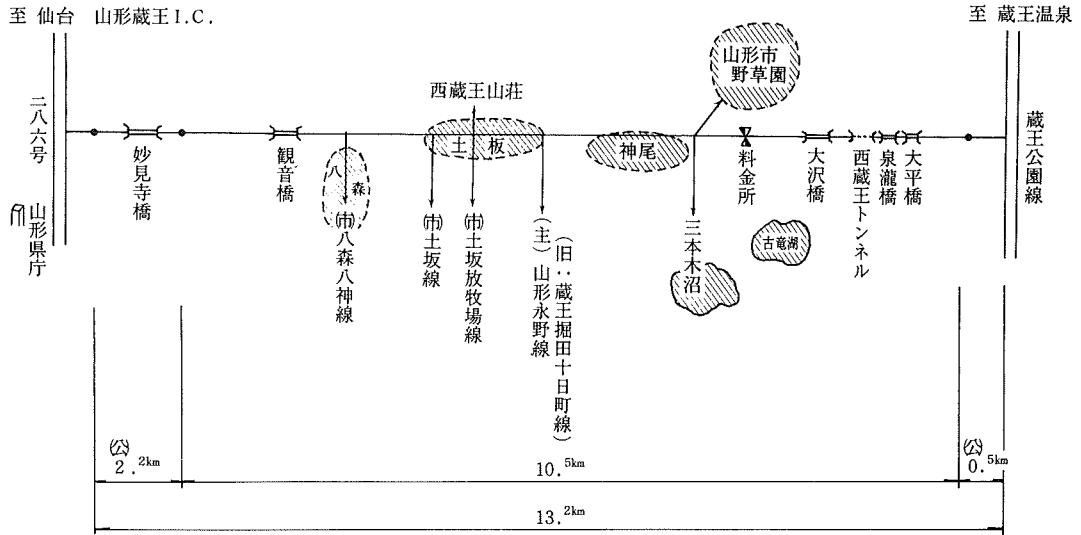 至 仙台 山形蔵王I.C.
至 蔵王温泉
二八六号
山形県庁
妙見寺橋
観音橋
八森
(市)八森八神線
西蔵王山荘
土板
(市)土坂線
(市)土坂放牧場線
(主)山形永野線
(旧:蔵王掘田十日町線)
神尾
山形市
野草園
三本木沼
料金所
古竜湖
大沢橋
西蔵王トンネル
泉瀧橋
大平橋
蔵王公園線
(公)
2.2km
10.5km
(公)
0.5km
13.2km